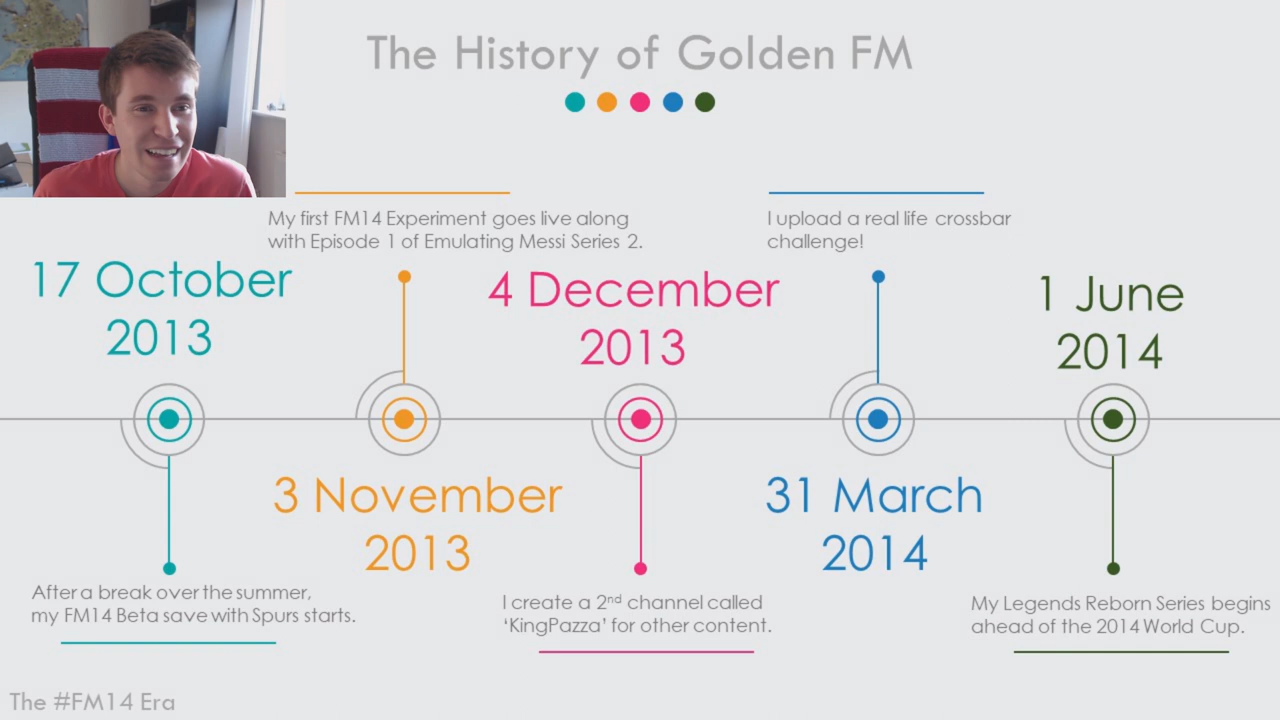 The History of Golden FM
My first FM14 Experiment goes live along
with Episode 1 of Emulating Messi Series 2.
I upload a real life crossbar
challenge!
17 October
2013
4 December
2013
1 June
2014
3 November
2013
31 March
2014
After a break over the summer,
my FM14 Beta save with Spurs starts.
I create a 2nd channel called
‘KingPazza’ for other content.
My Legends Reborn Series begins
ahead of the 2014 World Cup.
The #FM14 Era